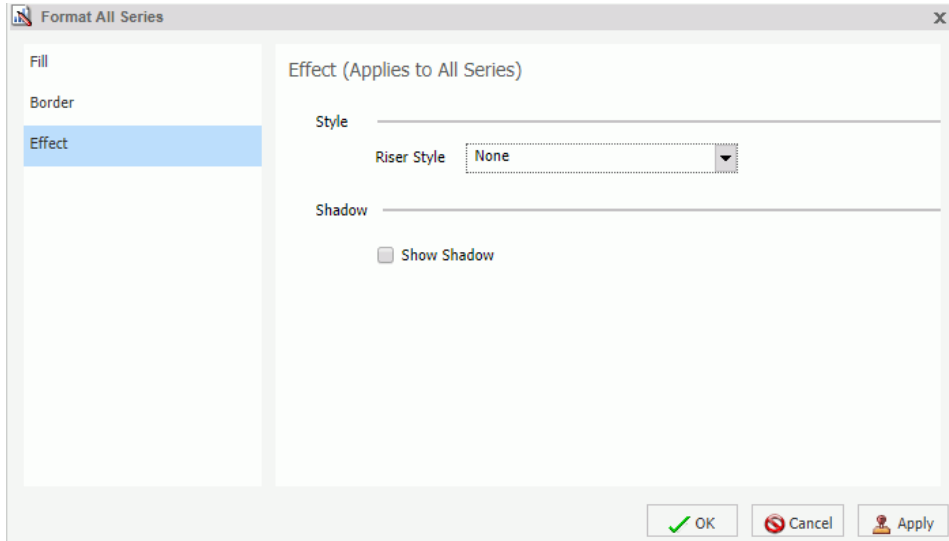 Format All Series
x
Fill
Border
Effect
Effect (Applies to All Series)
Style
Riser Style None
Shadow
Show Shadow
OK Cancel Apply